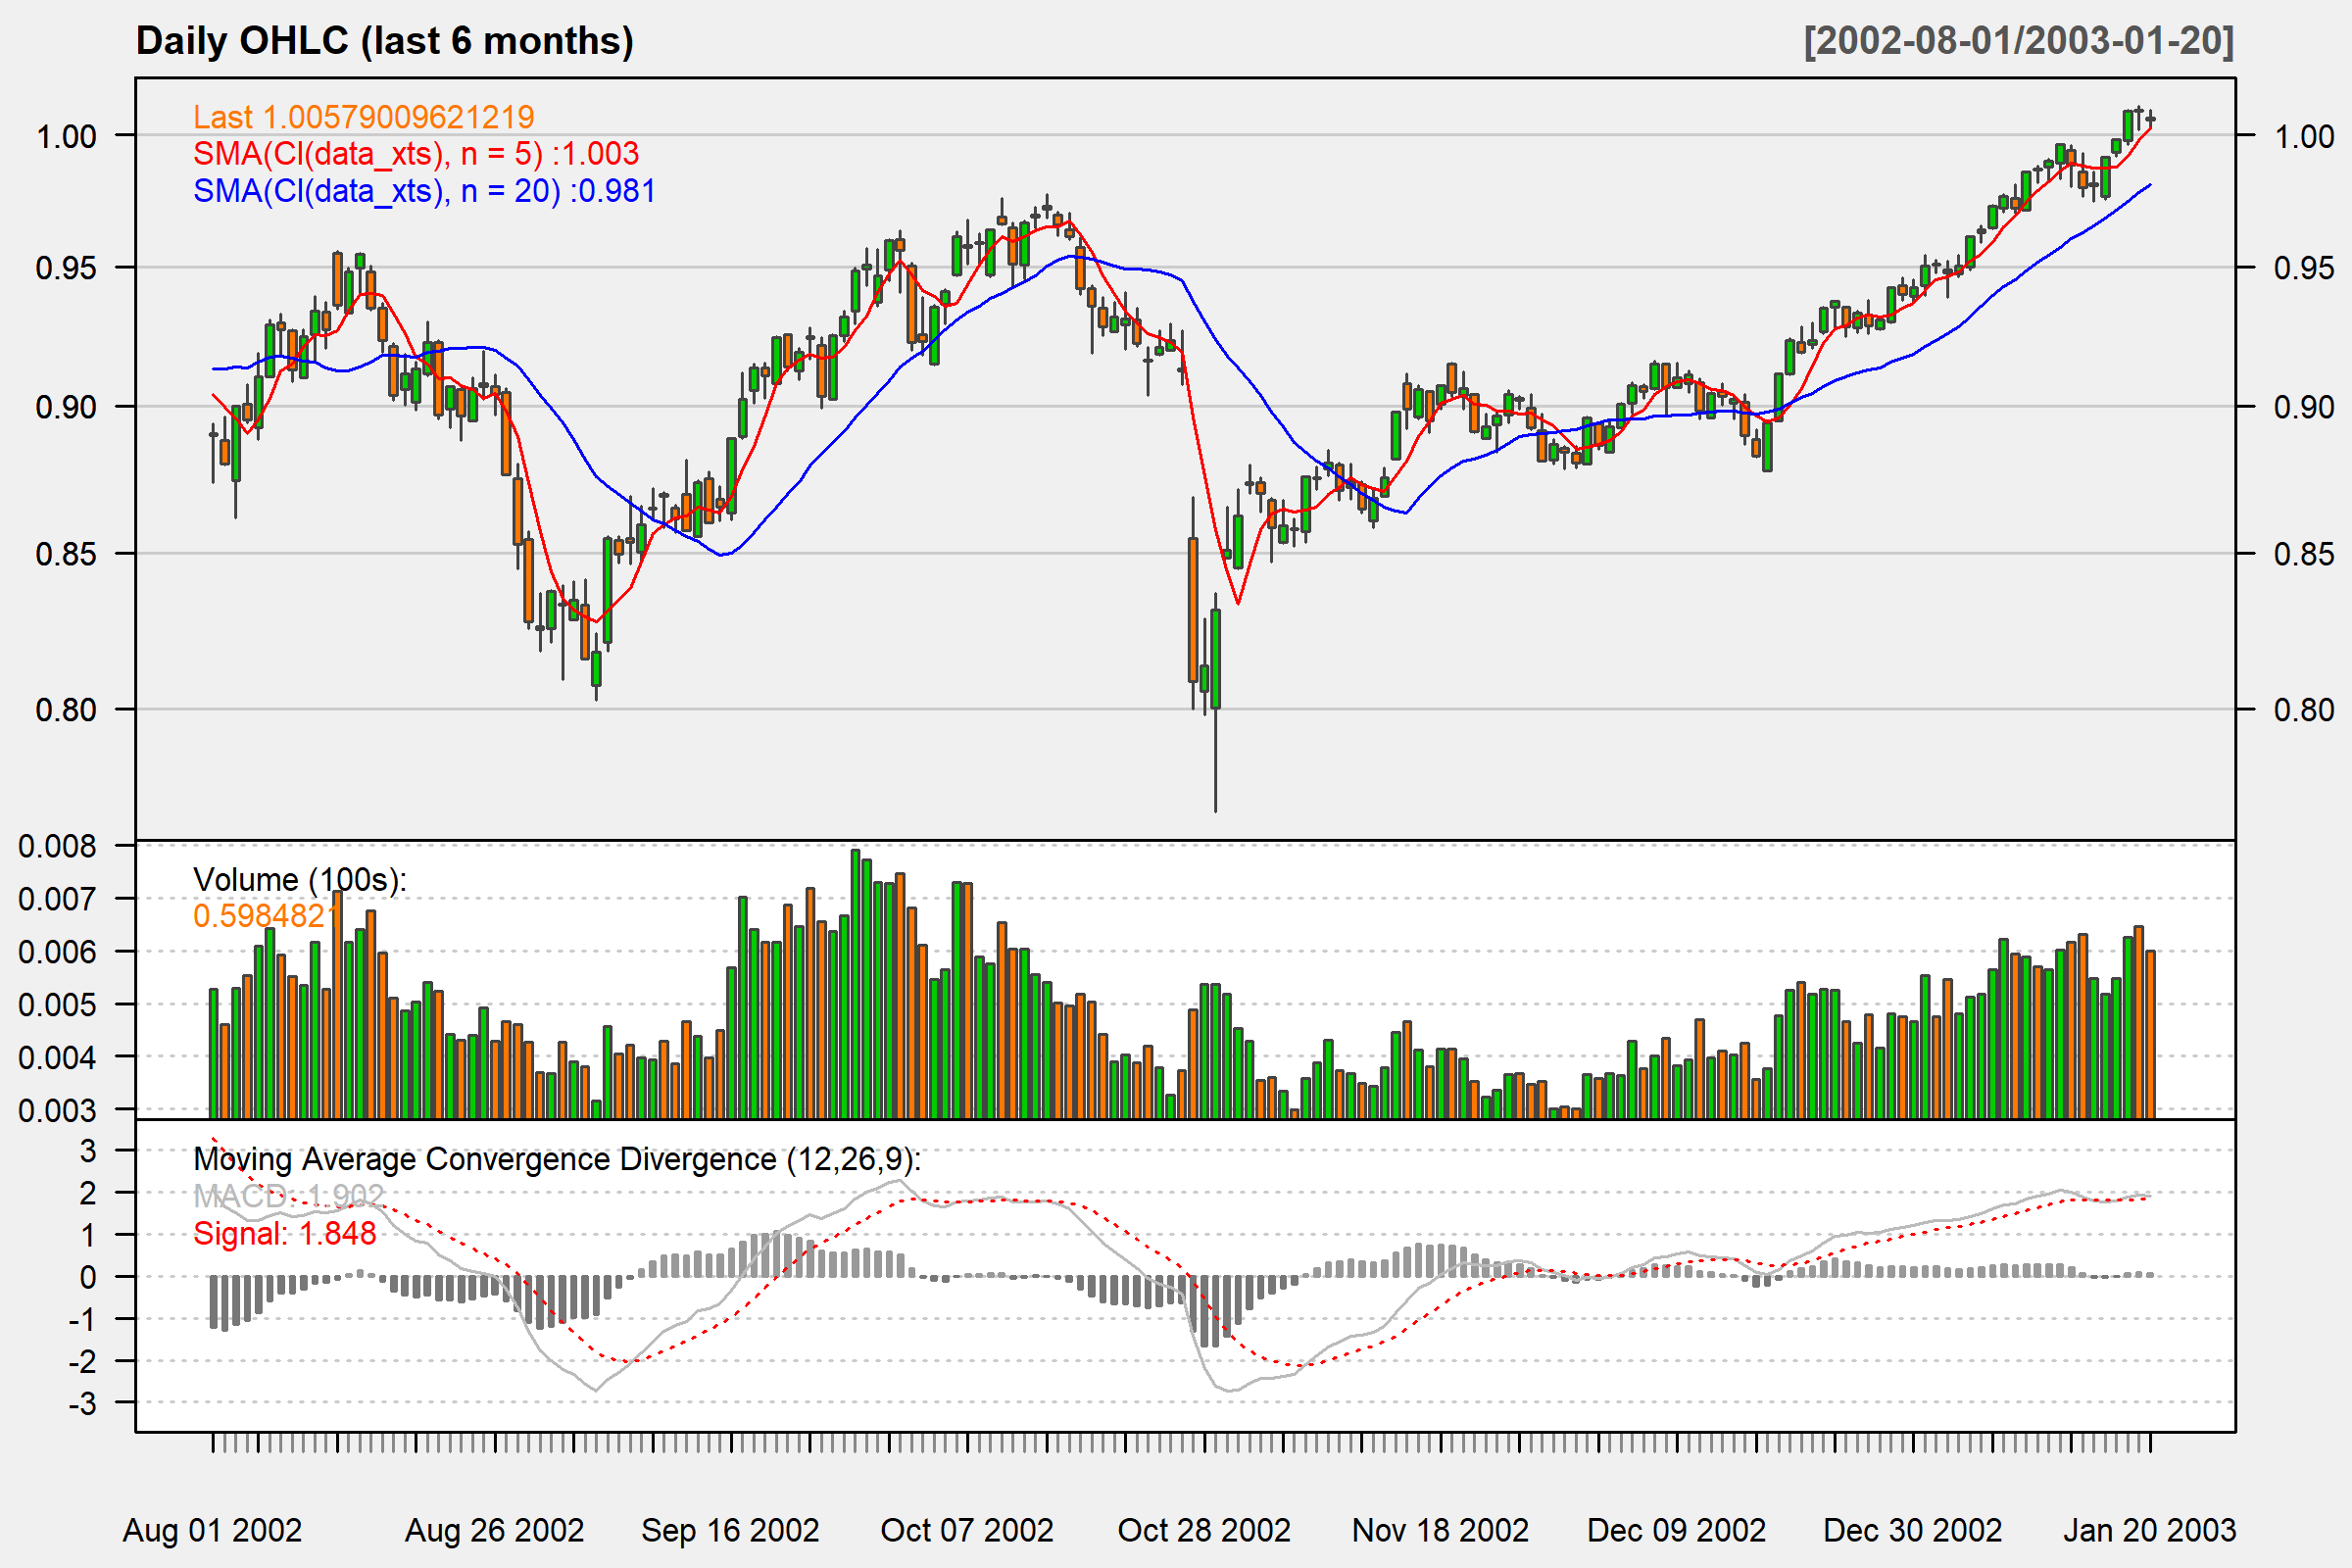 Daily OHLC (last 6 months)
[2002-08-01/2003-01-20]
Last 1.00579009621219
SMA(Cl(data_xts), n = 5) :1.003
SMA(Cl(data_xts), n = 20) :0.981
1.00
0.95
0.90
0.85
0.80
1.00
0.95
0.90
0.85
0.80
Volume (100s):
0.5984821
0.008
0.007
0.006
0.005
0.004
0.003
Moving Average Convergence Divergence (12,26,9):
MACD: 1.902
Signal: 1.848
3
2
1
0
-1
-2
-3
Aug 01 2002
Aug 26 2002
Sep 16 2002
Oct 07 2002
Oct 28 2002
Nov 18 2002
Dec 09 2002
Dec 30 2002
Jan 20 2003